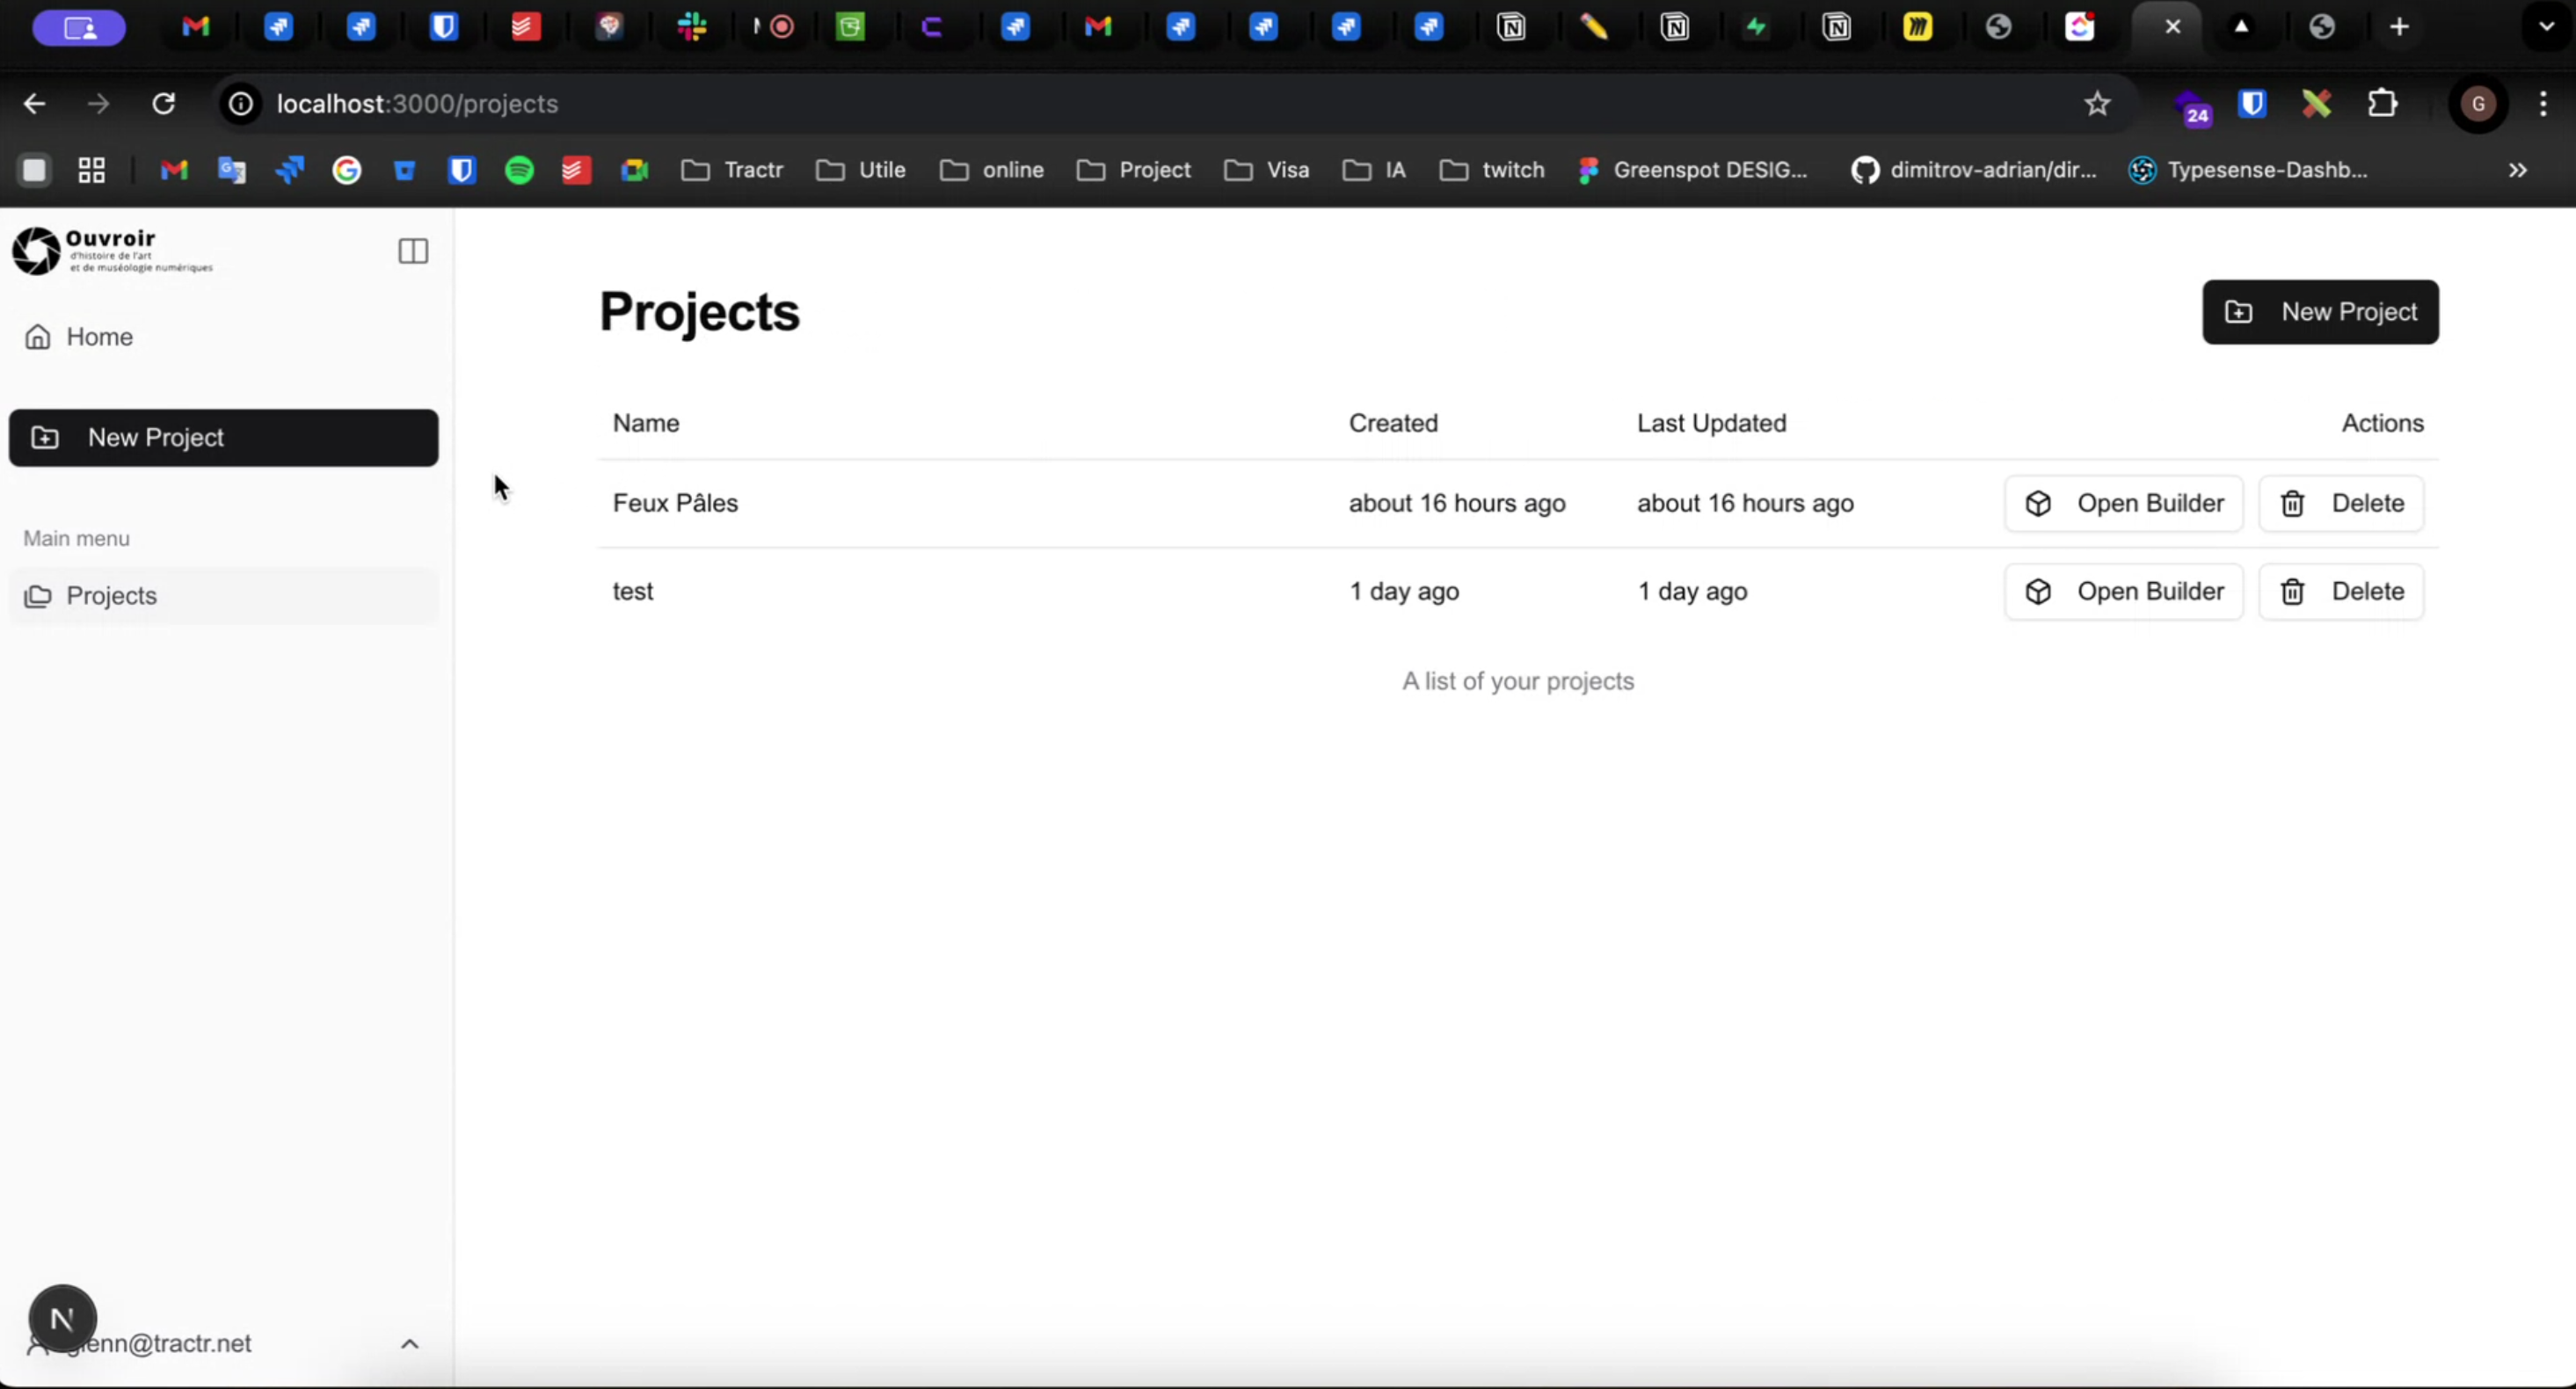 localhost:3000/projects
24
G
Tractr
Utile
online
Project
Visa
IA
twitch
Greenspot DESIG...
dimitrov-adrian/dir...
Typesense-Dashb...
Ouvroir
d'histoire de l'art
et de muséologie numériques
Home
New Project
Main menu
Projects
N
glenn@tractr.net
Projects
New Project
Name Created Last Updated Actions
Feux Pâles about 16 hours ago about 16 hours ago Open Builder Delete
test 1 day ago 1 day ago Open Builder Delete
A list of your projects